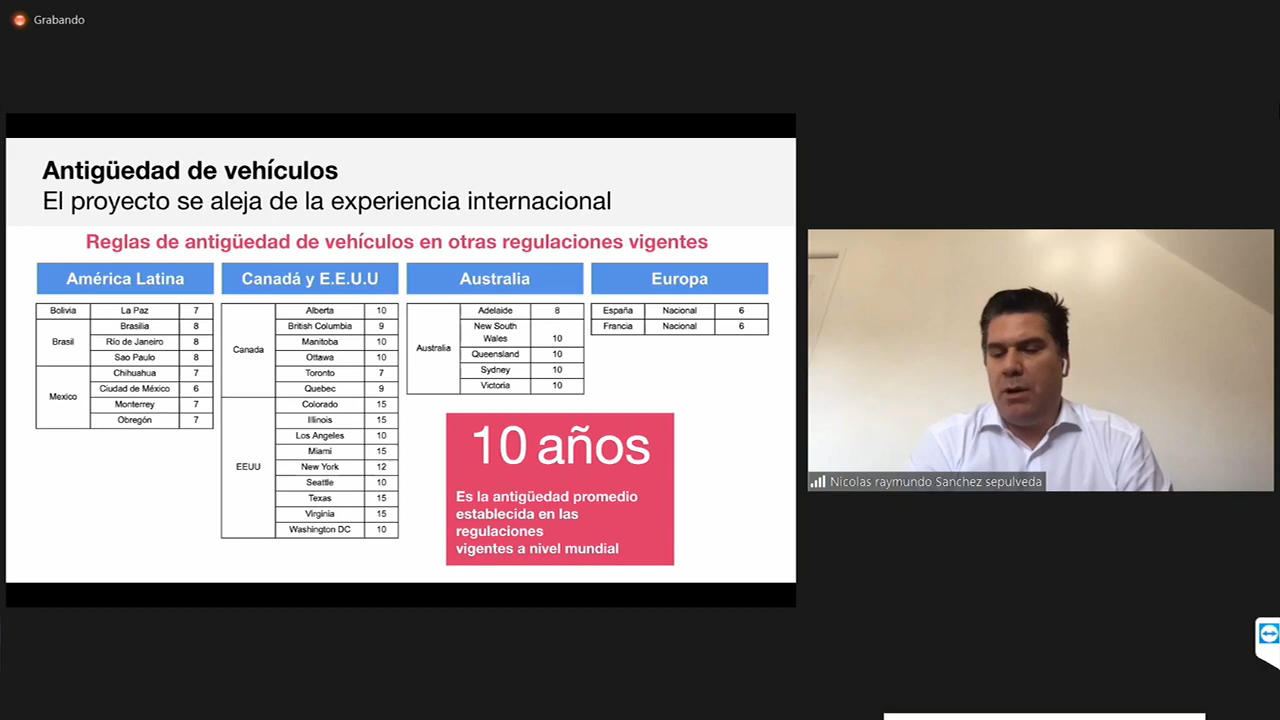 Grabando
Antigüedad de vehículos
El proyecto se aleja de la experiencia internacional
Reglas de antigüedad de vehículos en otras regulaciones vigentes
América Latina
Bolivia La Paz 7
Brasil
Brasilia 8
Río de Janeiro 8
Sao Paulo 8
Mexico
Chihuahua 7
Ciudad de México 6
Monterrey 7
Obregón 7
Canadá y E.E.U.U
Canada
Alberta 10
British Columbia 9
Manitoba 10
Ottawa 10
Toronto 7
Quebec 9
EEUU
Colorado 15
Illinois 15
Los Angeles 10
Miami 15
New York 12
Seattle 10
Texas 15
Virginia 15
Washington DC 10
Australia
Australia
Adelaide 8
New South
Wales 10
Queensland 10
Sydney 10
Victoria 10
Europa
España Nacional 6
Francia Nacional 6
10 años
Es la antigüedad promedio
establecida en las
regulaciones
vigentes a nivel mundial
Nicolas raymundo Sanchez sepulveda